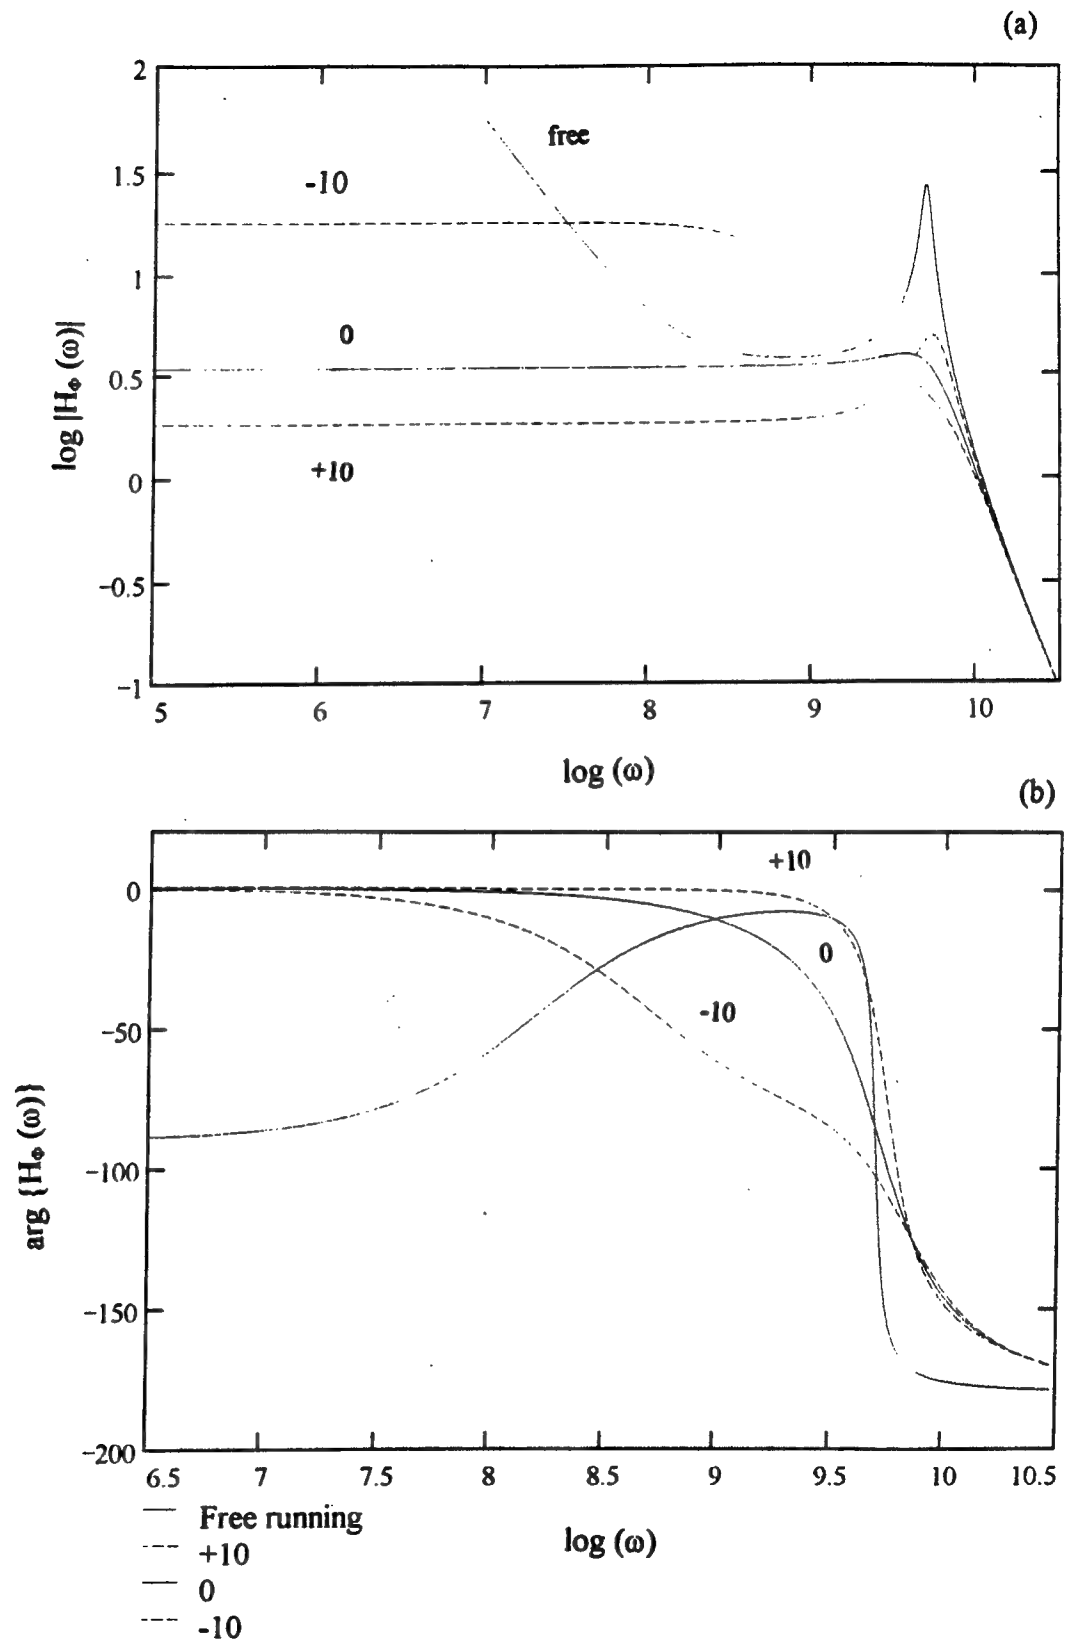 (a)
2
free
1.5
-10
1
0
0.5
+10
0
−0.5
−1
5 6 7 8 9 10
log |HΦ (ω)|
log (ω)
(b)
+10
0
0
-10
−50
−100
−150
−200
6.5 7 7.5 8 8.5 9 9.5 10 10.5
arg {HΦ (ω)}
log (ω)
Free running
+10
0
-10